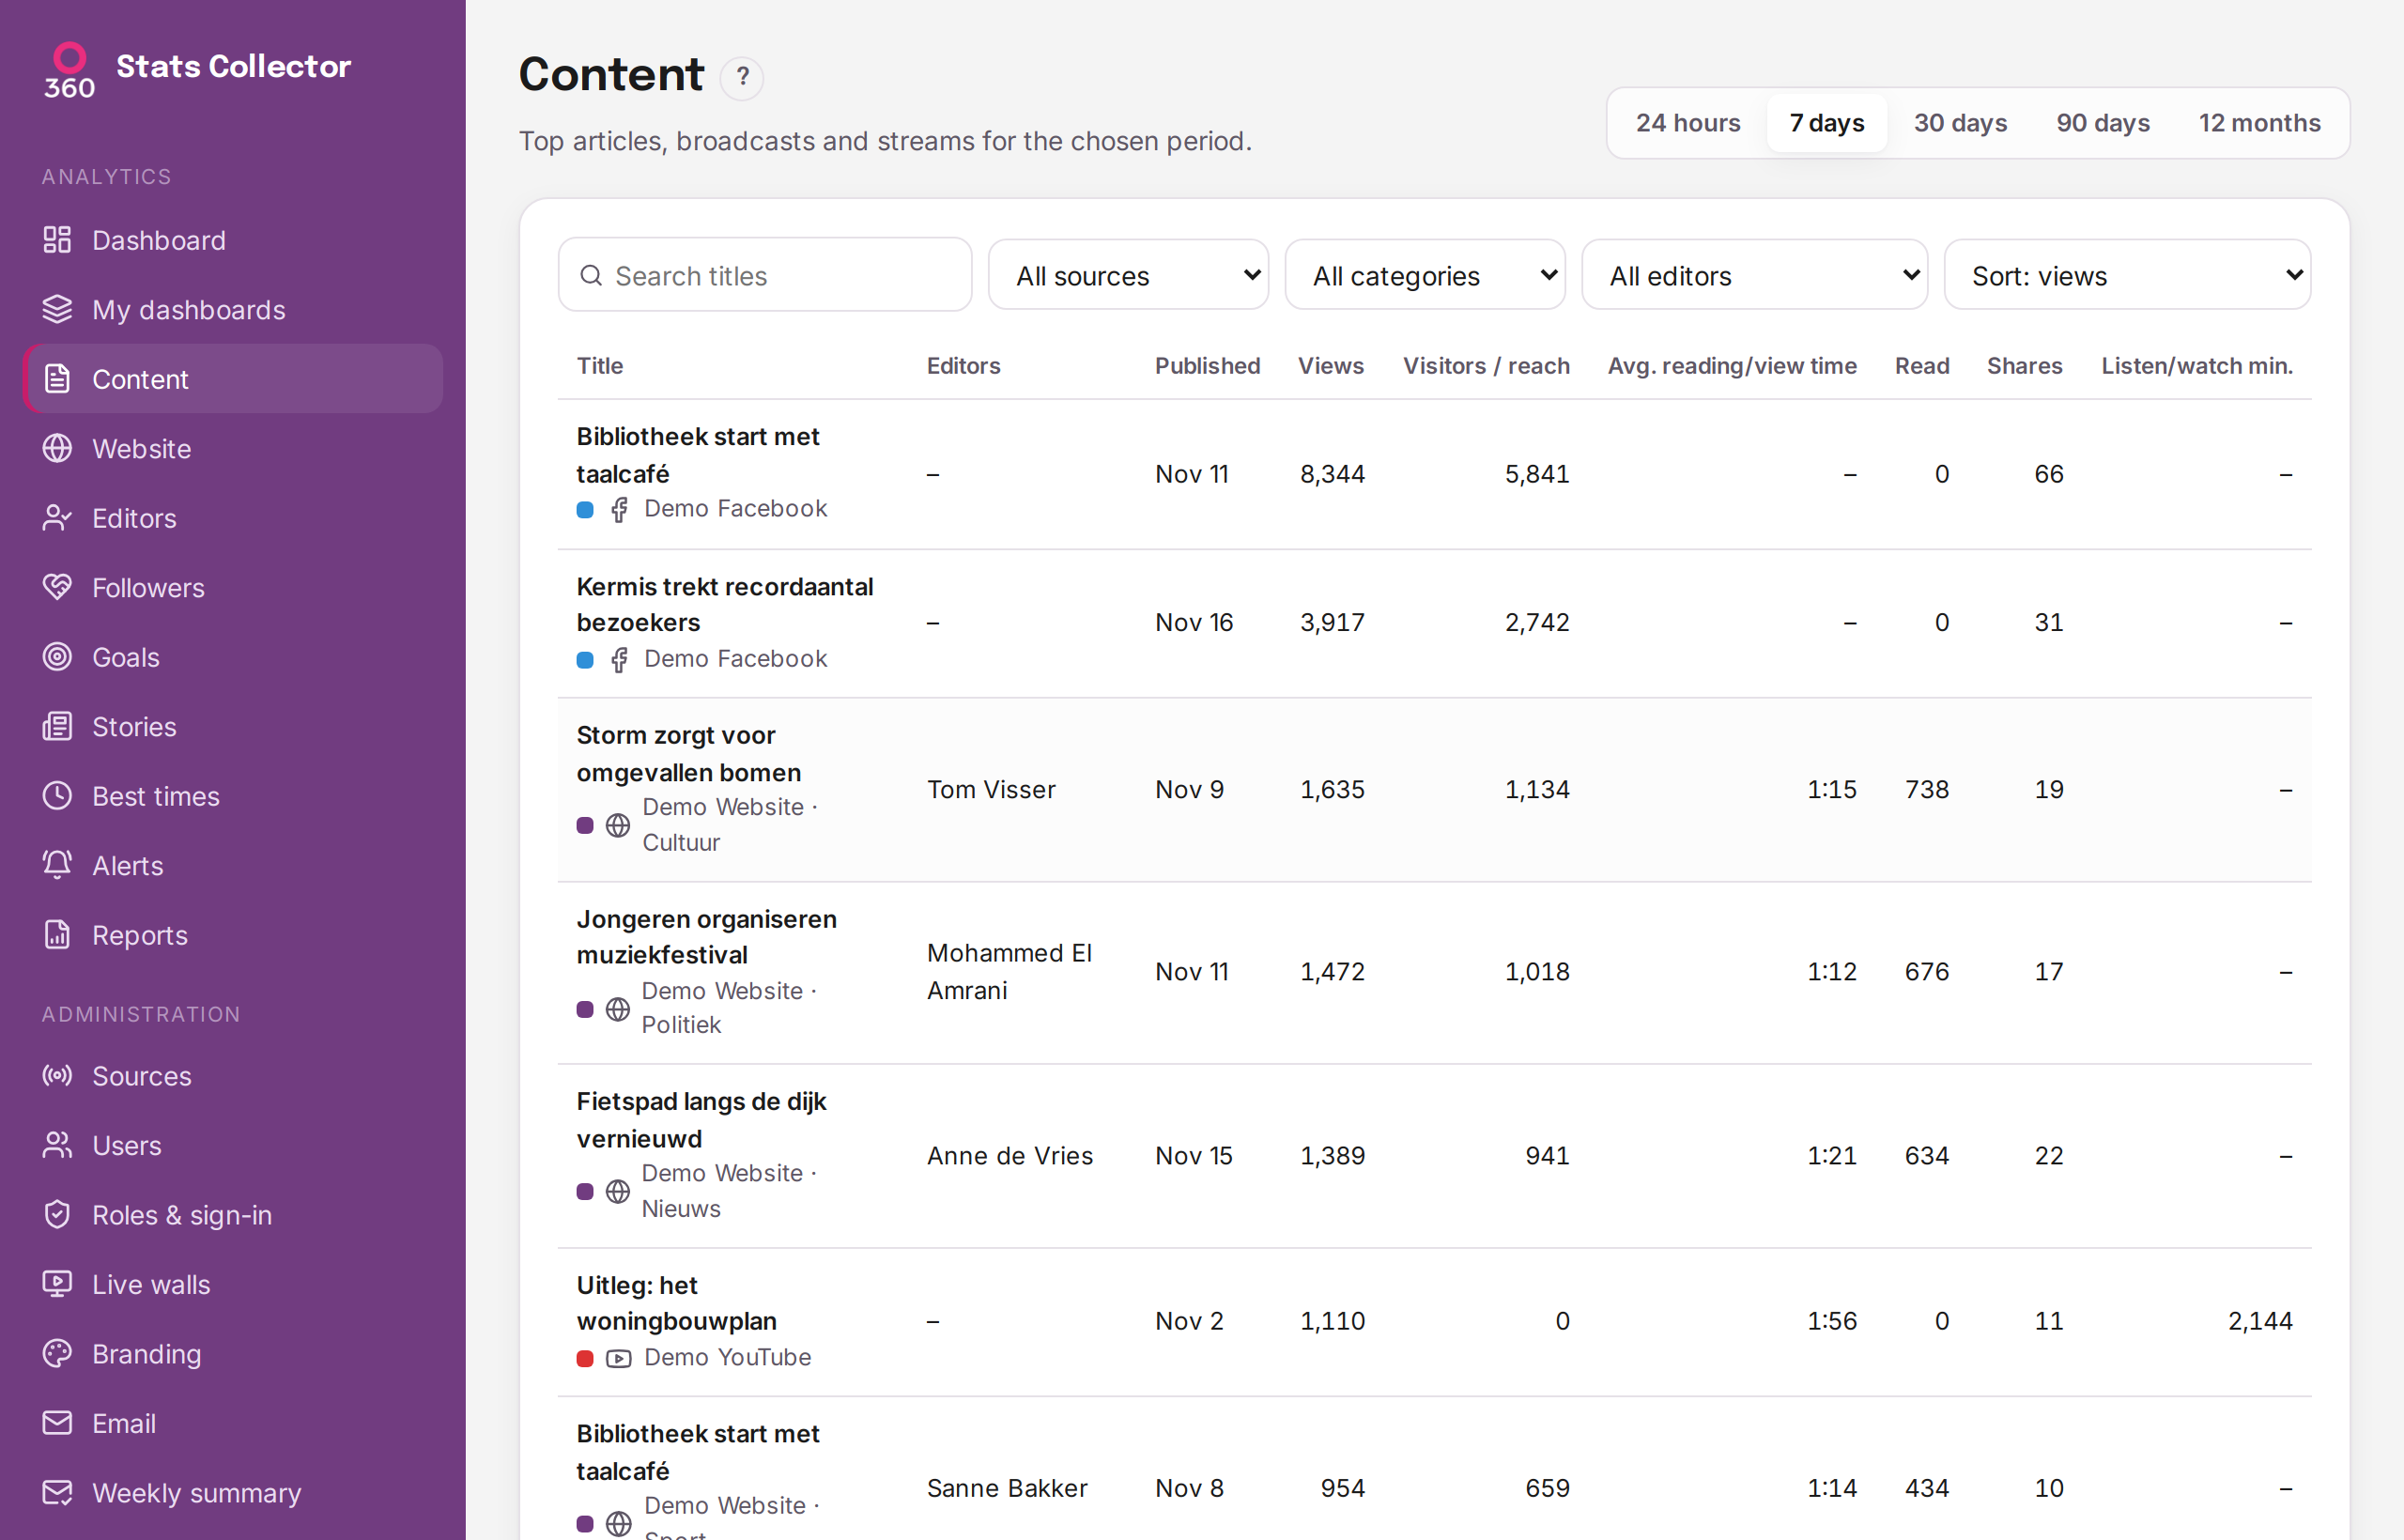 360
Stats Collector
ANALYTICS
Dashboard
My dashboards
Content
Website
Editors
Followers
Goals
Stories
Best times
Alerts
Reports
ADMINISTRATION
Sources
Users
Roles & sign-in
Live walls
Branding
Email
Weekly summary
Content ?
Top articles, broadcasts and streams for the chosen period.
24 hours 7 days 30 days 90 days 12 months
Search titles All sources All categories All editors Sort: views
Title Editors Published Views Visitors / reach Avg. reading/view time Read Shares Listen/watch min.
Bibliotheek start met
taalcafé
– Nov 11 8,344 5,841 – 0 66 –
Demo Facebook
Kermis trekt recordaantal
bezoekers
– Nov 16 3,917 2,742 – 0 31 –
Demo Facebook
Storm zorgt voor
omgevallen bomen
Tom Visser Nov 9 1,635 1,134 1:15 738 19 –
Demo Website ·
Cultuur
Jongeren organiseren
muziekfestival
Mohammed El
Amrani
Nov 11 1,472 1,018 1:12 676 17 –
Demo Website ·
Politiek
Fietspad langs de dijk
vernieuwd
Anne de Vries Nov 15 1,389 941 1:21 634 22 –
Demo Website ·
Nieuws
Uitleg: het
woningbouwplan
– Nov 2 1,110 0 1:56 0 11 2,144
Demo YouTube
Bibliotheek start met
taalcafé
Sanne Bakker Nov 8 954 659 1:14 434 10 –
Demo Website ·